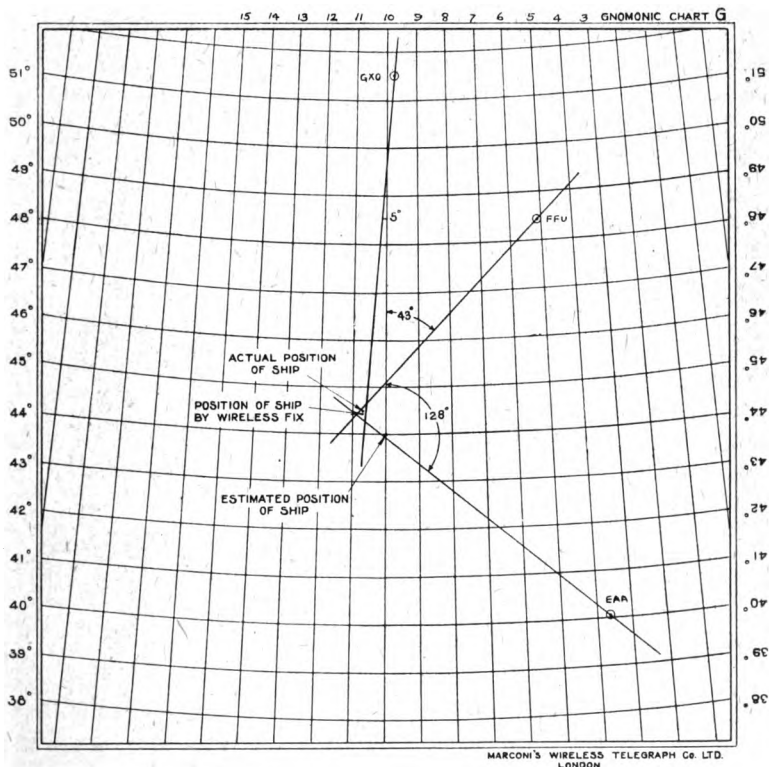 15 14 13 12 11 10 9 8 7 6 5 4 3 GNOMONIC CHART G
GXG
51° 51°
50° 50°
49° 49°
FFU
48° 5° 48°
47° 47°
46° 43° 46°
45° 45°
ACTUAL POSITION
OF SHIP
44° 44°
POSITION OF SHIP
BY WIRELESS FIX
128°
43° 43°
ESTIMATED POSITION
OF SHIP
42° 42°
41° 41°
EAA
40° 40°
39° 39°
38° 38°
MARCONI'S WIRELESS TELEGRAPH Co. LTD.
LONDON